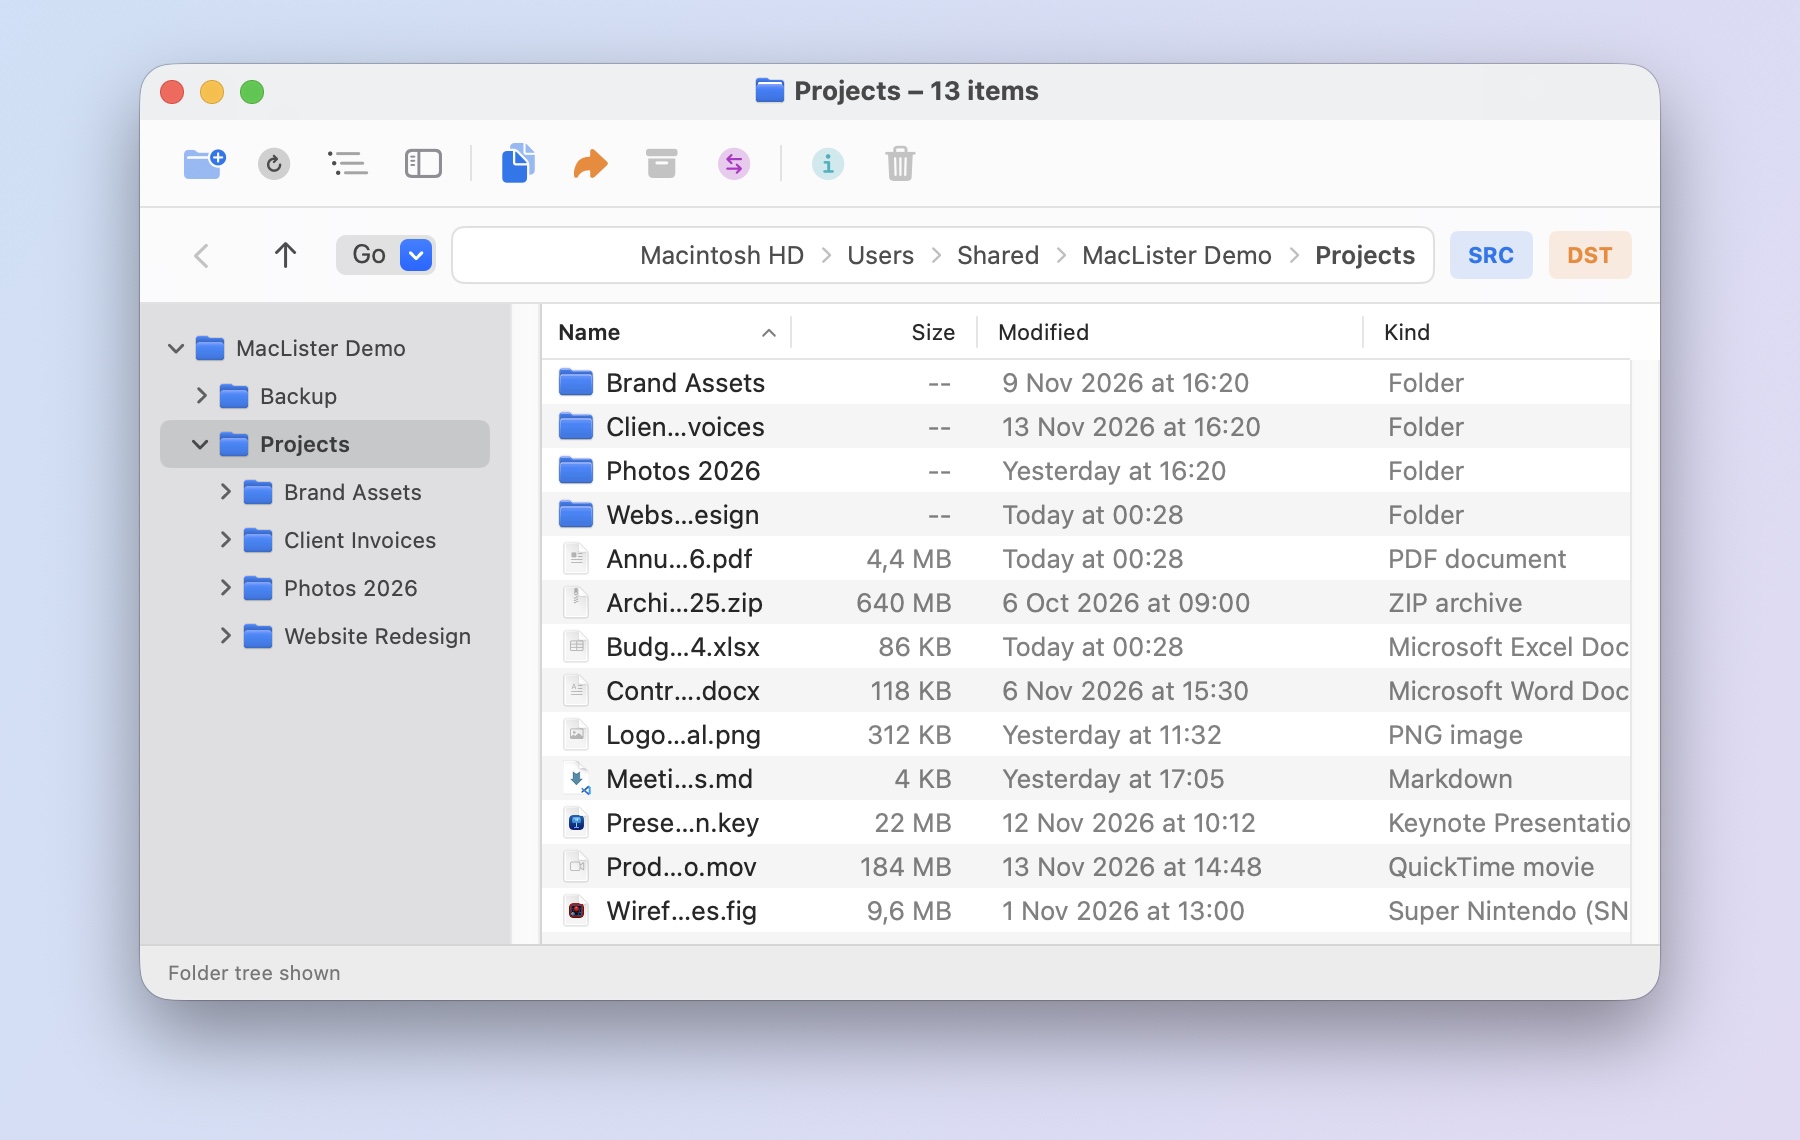 Projects – 13 items
Go
Macintosh HD > Users > Shared > MacLister Demo > Projects
SRC
DST
MacLister Demo
Backup
Projects
Brand Assets
Client Invoices
Photos 2026
Website Redesign
Name Size Modified Kind
Brand Assets -- 9 Nov 2026 at 16:20 Folder
Clien...voices -- 13 Nov 2026 at 16:20 Folder
Photos 2026 -- Yesterday at 16:20 Folder
Webs...esign -- Today at 00:28 Folder
Annu...6.pdf 4,4 MB Today at 00:28 PDF document
Archi...25.zip 640 MB 6 Oct 2026 at 09:00 ZIP archive
Budg...4.xlsx 86 KB Today at 00:28 Microsoft Excel Doc
Contr....docx 118 KB 6 Nov 2026 at 15:30 Microsoft Word Doc
Logo...al.png 312 KB Yesterday at 11:32 PNG image
Meeti...s.md 4 KB Yesterday at 17:05 Markdown
Prese...n.key 22 MB 12 Nov 2026 at 10:12 Keynote Presentatio
Prod...o.mov 184 MB 13 Nov 2026 at 14:48 QuickTime movie
Wiref...es.fig 9,6 MB 1 Nov 2026 at 13:00 Super Nintendo (SN
Folder tree shown